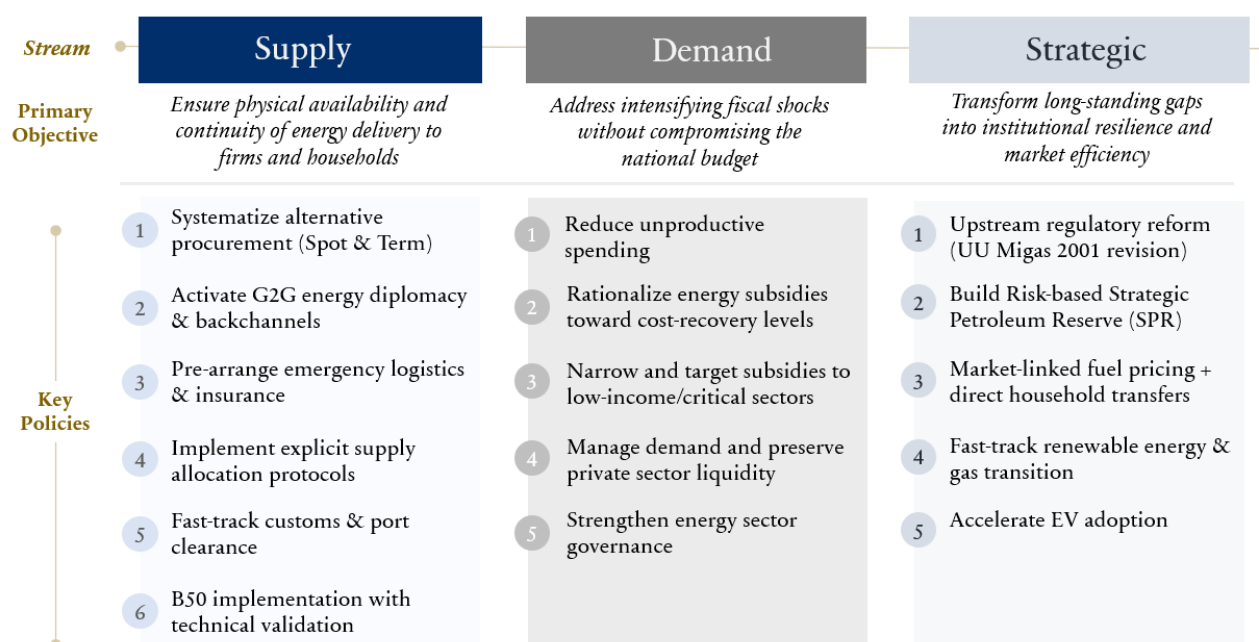 Stream
Supply
Demand
Strategic
Primary
Objective
Ensure physical availability and
continuity of energy delivery to
firms and households
Address intensifying fiscal shocks
without compromising the
national budget
Transform long-standing gaps
into institutional resilience and
market efficiency
Key
Policies
1
Systematize alternative
procurement (Spot & Term)
2
Activate G2G energy diplomacy
& backchannels
3
Pre-arrange emergency logistics
& insurance
4
Implement explicit supply
allocation protocols
5
Fast-track customs & port
clearance
6
B50 implementation with
technical validation
1
Reduce unproductive
spending
2
Rationalize energy subsidies
toward cost-recovery levels
3
Narrow and target subsidies to
low-income/critical sectors
4
Manage demand and preserve
private sector liquidity
5
Strengthen energy sector
governance
1
Upstream regulatory reform
(UU Migas 2001 revision)
2
Build Risk-based Strategic
Petroleum Reserve (SPR)
3
Market-linked fuel pricing +
direct household transfers
4
Fast-track renewable energy &
gas transition
5
Accelerate EV adoption